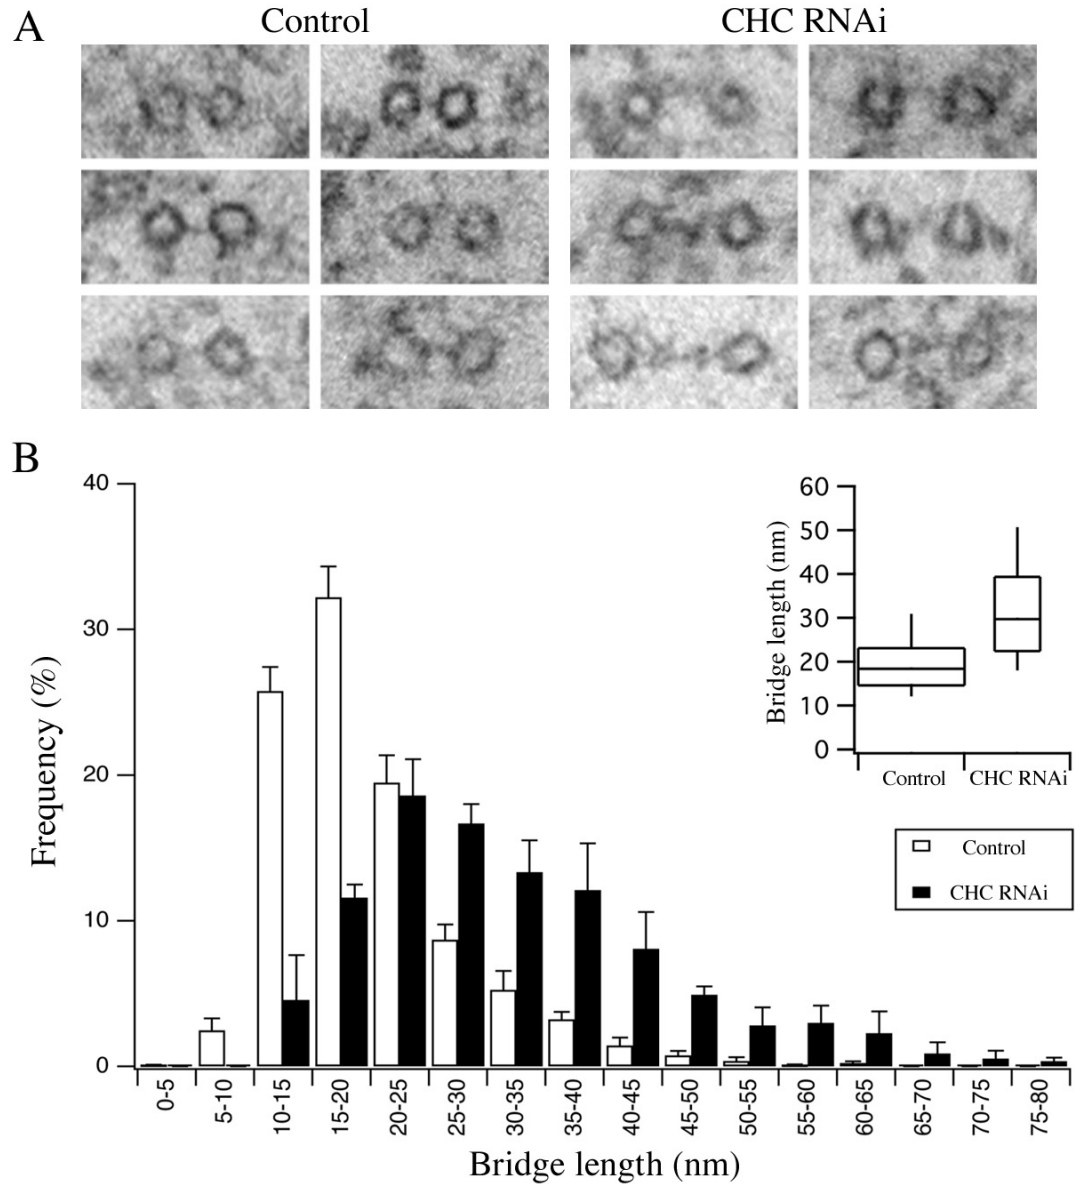 A
Control
CHC RNAi
B
40
30
20
10
0
Frequency (%)
0-5
5-10
10-15
15-20
20-25
25-30
30-35
35-40
40-45
45-50
50-55
55-60
60-65
65-70
70-75
75-80
Bridge length (nm)
60
50
40
30
20
10
0
Bridge length (nm)
Control
CHC RNAi
Control
CHC RNAi